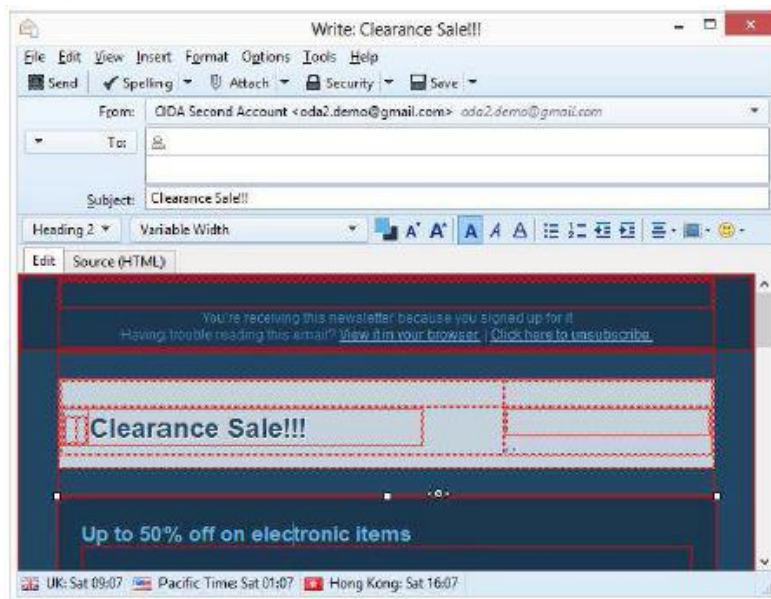 Write: Clearance Sale!!!
File Edit View Insert Format Options Tools Help
Send Spelling Attach Security Save
From: OIDA Second Account <oda2.demo@gmail.com> oda2.demo@gmail.com
To:
Subject: Clearance Sale!!!
Heading 2 Variable Width
Edit Source (HTML)
You're receiving this newsletter because you signed up for it
Having trouble reading this email? View it in your browser. | Click here to unsubscribe.
Clearance Sale!!!
Up to 50% off on electronic items
UK: Sat 09:07 Pacific Time: Sat 01:07 Hong Kong: Sat 16:07